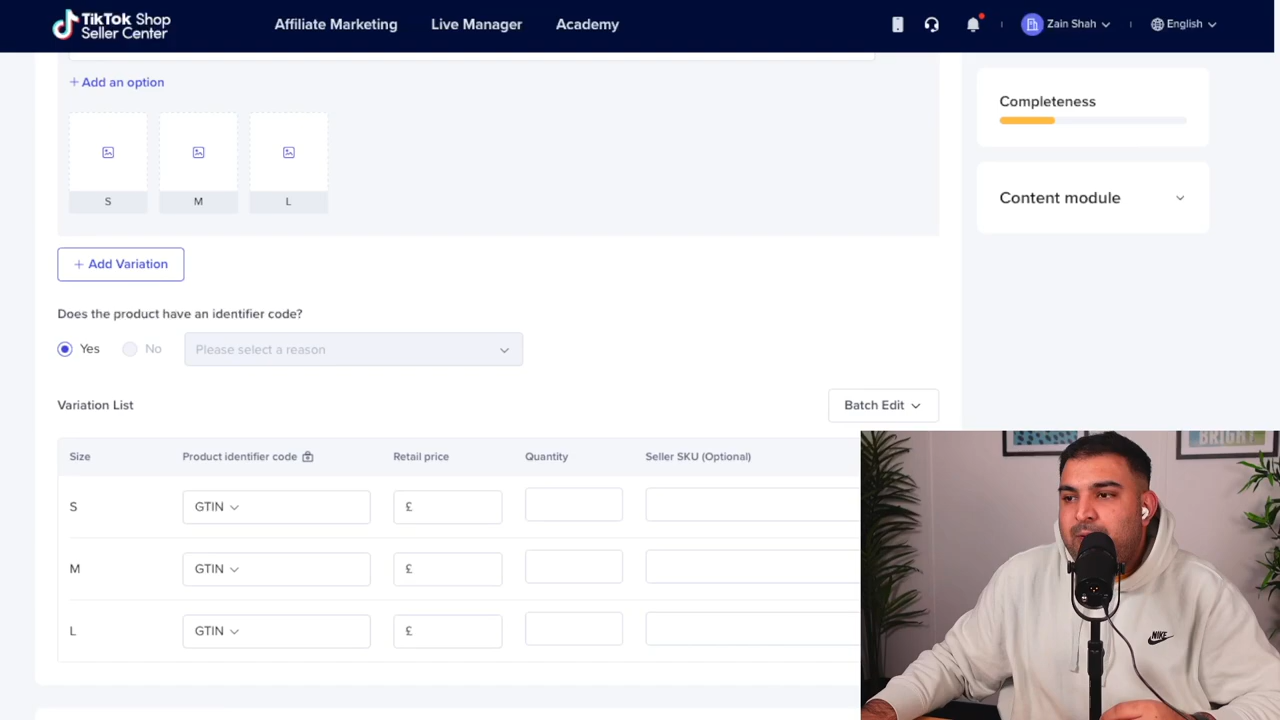 TikTok Shop
Seller Center
Affiliate Marketing
Live Manager
Academy
Zain Shah
English
+ Add an option
S
M
L
+ Add Variation
Does the product have an identifier code?
Yes
No
Please select a reason
Variation List
Batch Edit
Size
Product identifier code
Retail price
Quantity
Seller SKU (Optional)
S
GTIN
£
M
GTIN
£
L
GTIN
£
Completeness
Content module
BRIGHT
NIKE